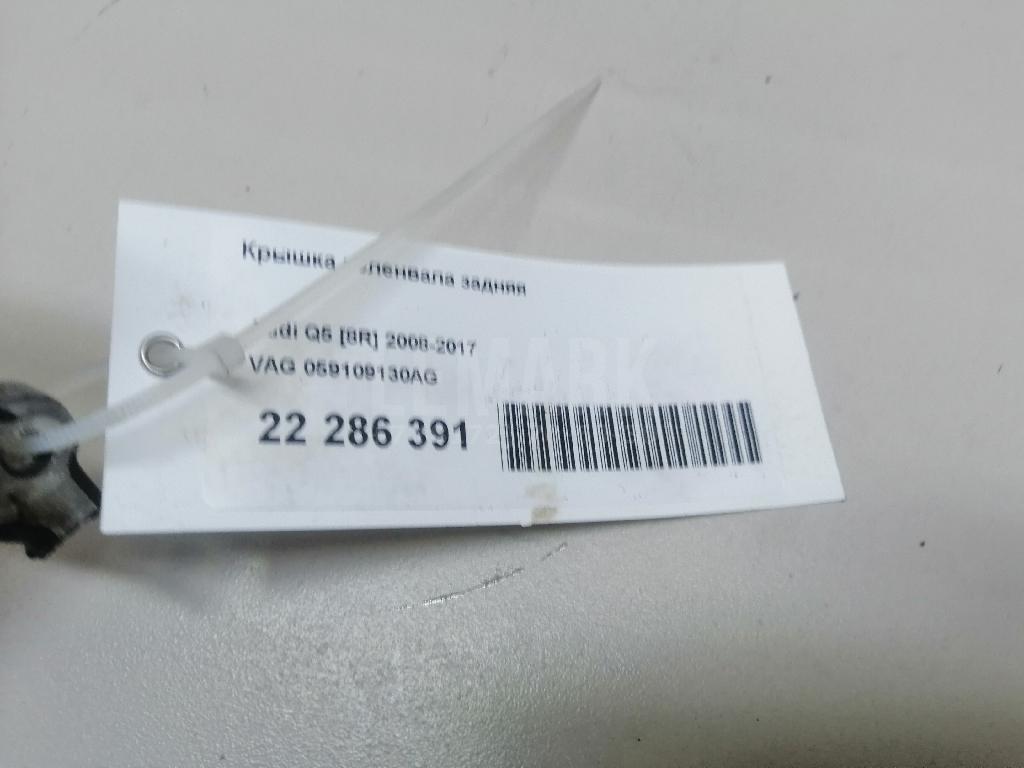 Крышка коленвала задняя
Audi Q5 [8R] 2008-2017
VAG 059109130AG
22 286 391